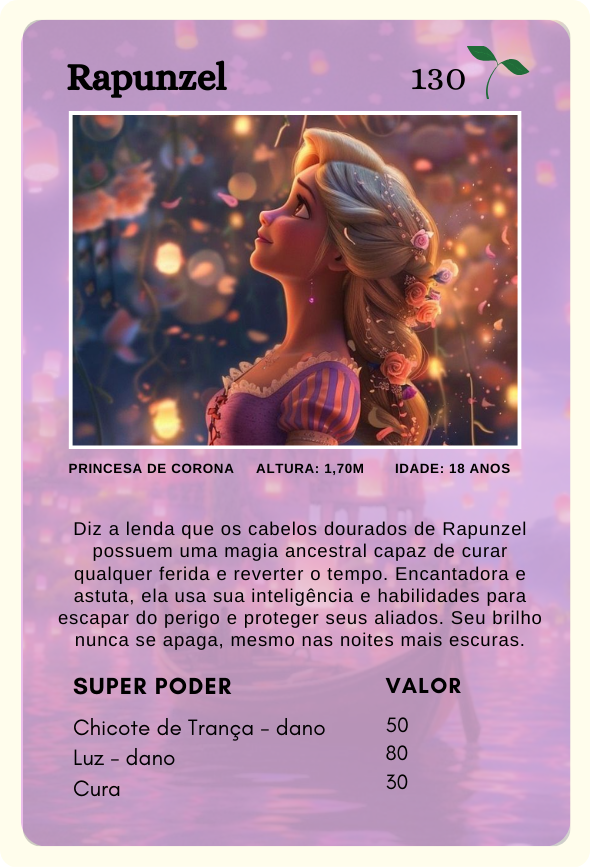 Rapunzel 130
PRINCESA DE CORONA ALTURA: 1,70M IDADE: 18 ANOS
Diz a lenda que os cabelos dourados de Rapunzel
possuem uma magia ancestral capaz de curar
qualquer ferida e reverter o tempo. Encantadora e
astuta, ela usa sua inteligência e habilidades para
escapar do perigo e proteger seus aliados. Seu brilho
nunca se apaga, mesmo nas noites mais escuras.
SUPER PODER VALOR
Chicote de Trança - dano 50
Luz - dano 80
Cura 30